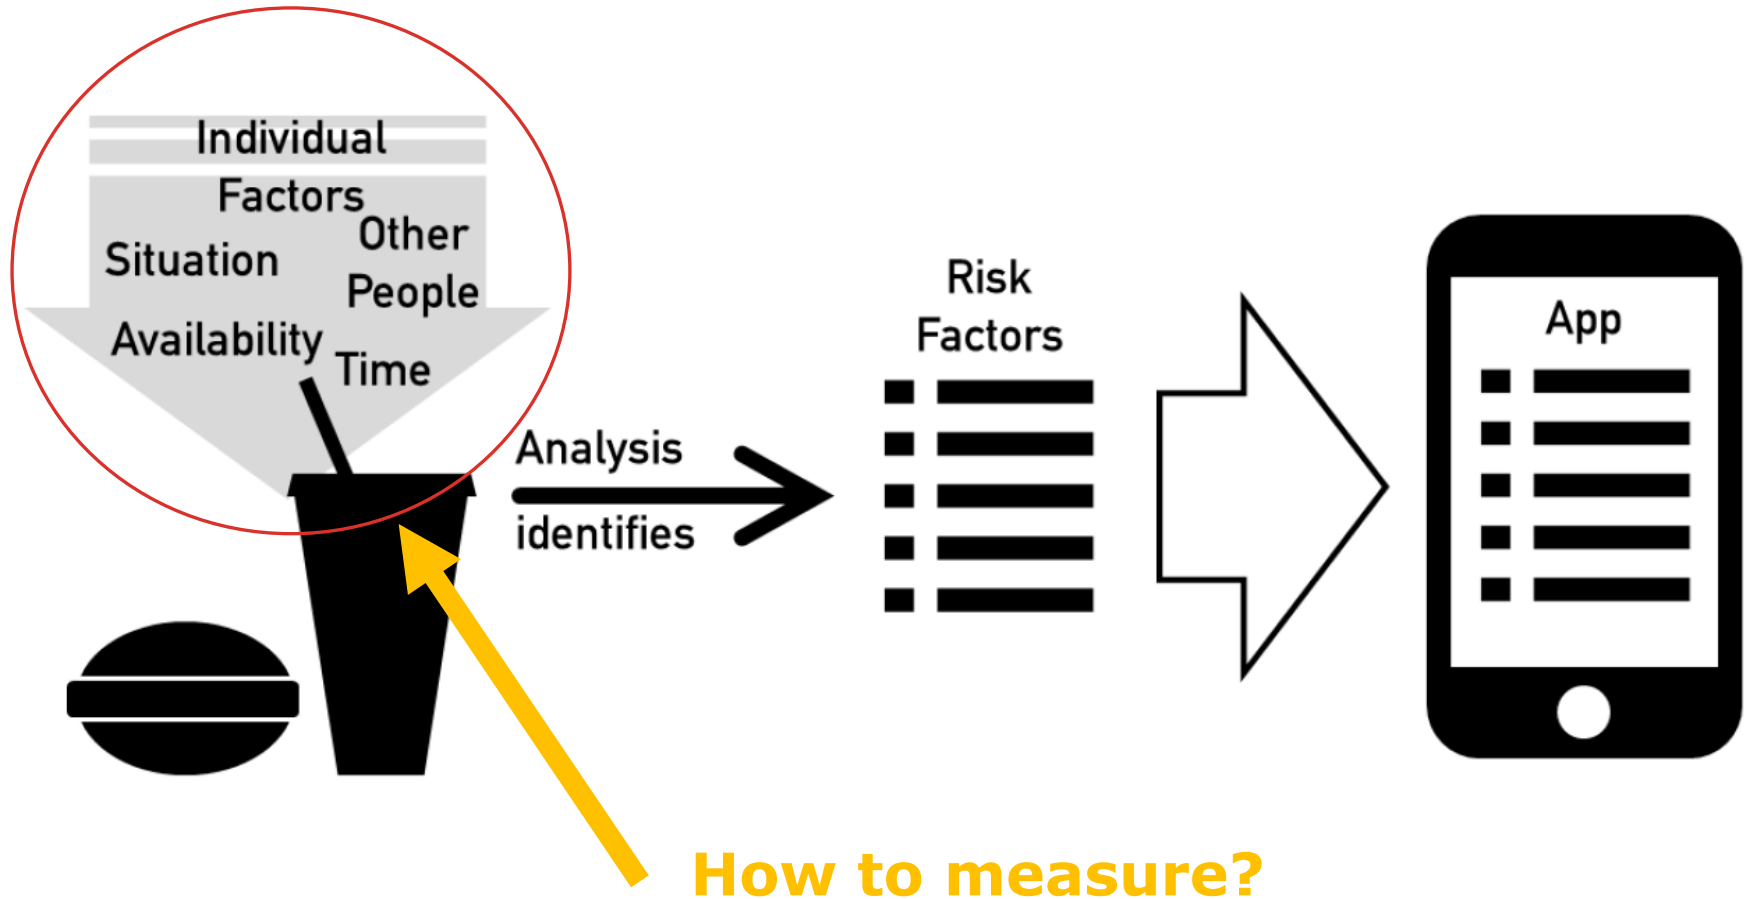 Individual
Factors
Situation
Other
People
Availability
Time
Analysis
identifies
Risk
Factors
App
How to measure?